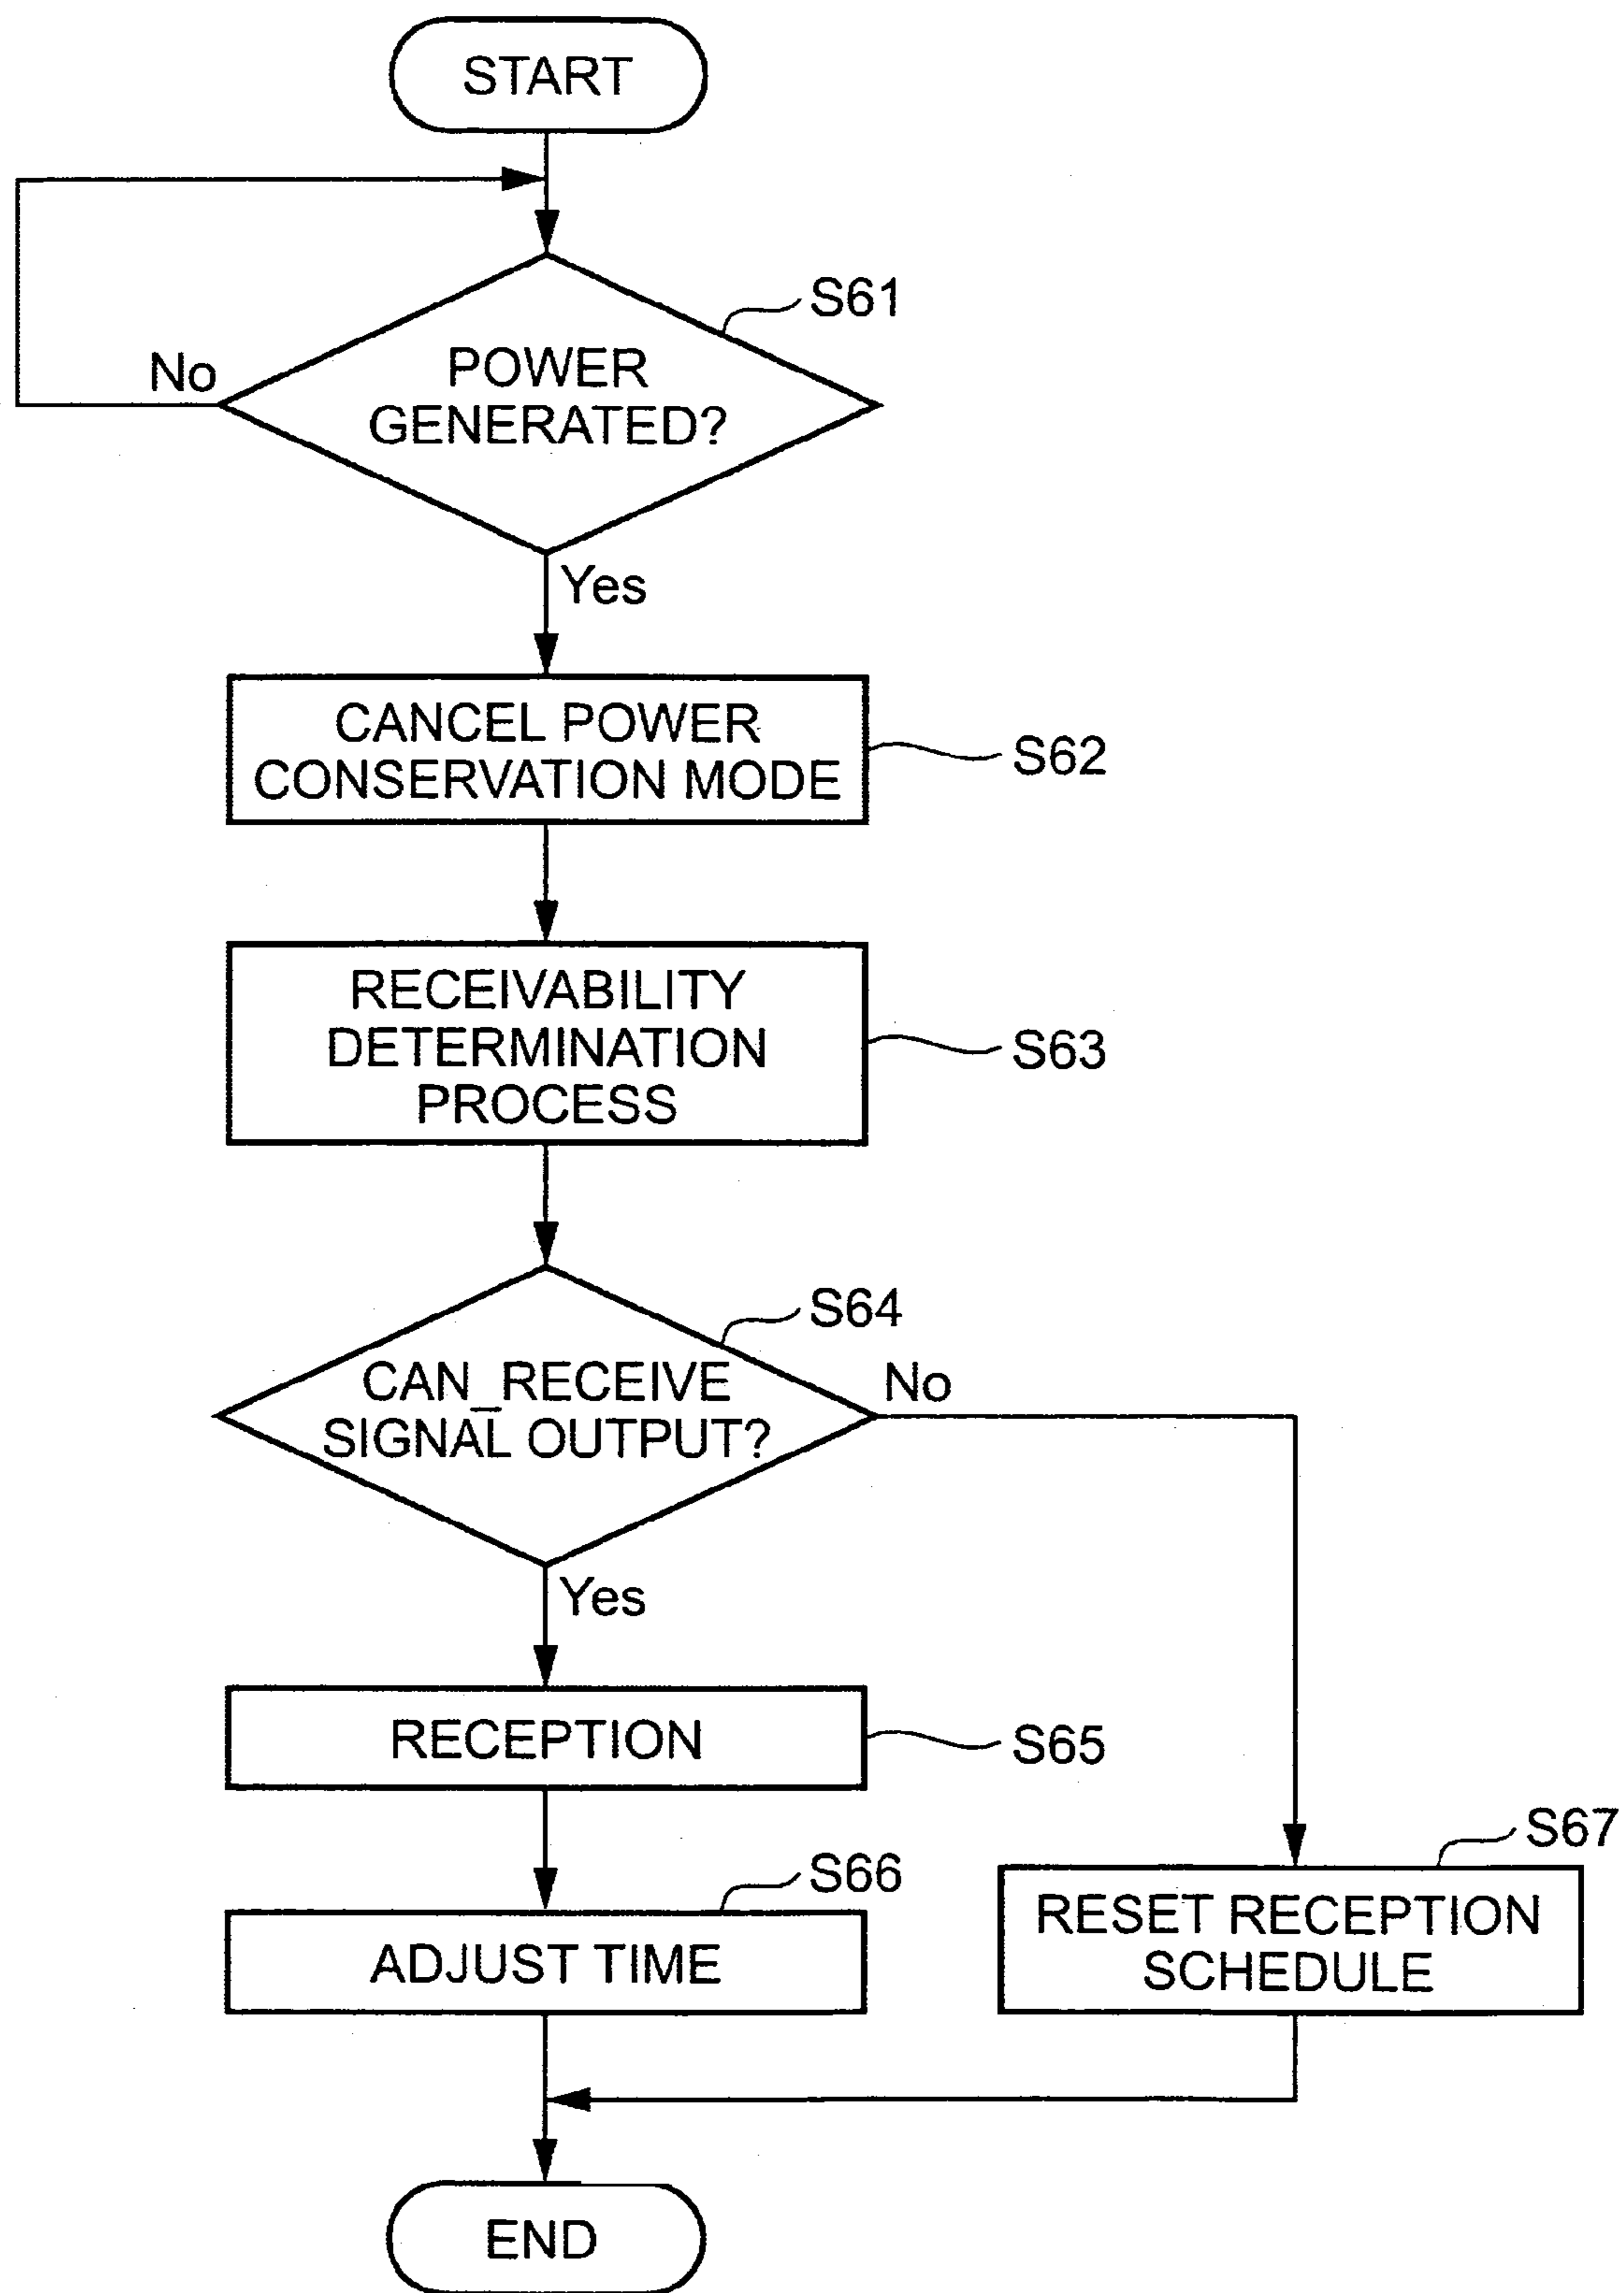 START
S61
No
POWER
GENERATED?
Yes
CANCEL POWER
CONSERVATION MODE
S62
RECEIVABILITY
DETERMINATION
PROCESS
S63
S64
CAN_RECEIVE
SIGNAL OUTPUT?
No
Yes
RECEPTION
S65
S66
ADJUST TIME
S67
RESET RECEPTION
SCHEDULE
END